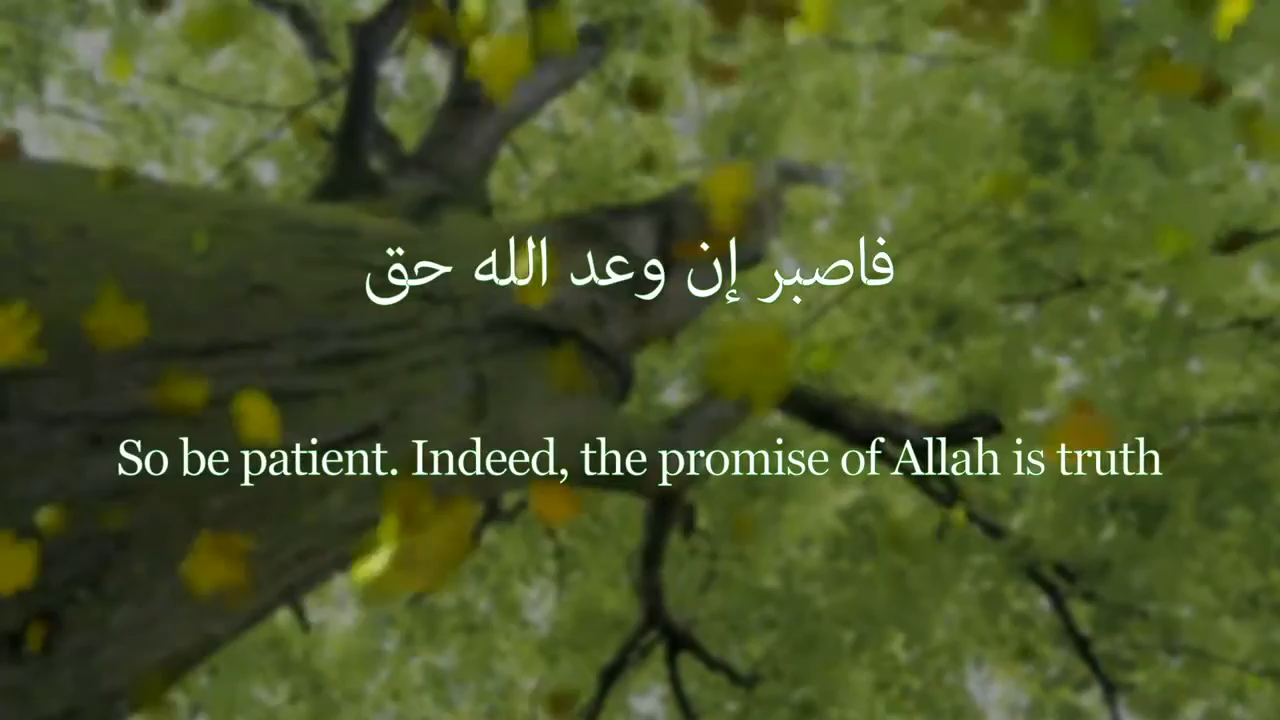 فاصبر إن وعد الله حق
So be patient. Indeed, the promise of Allah is truth